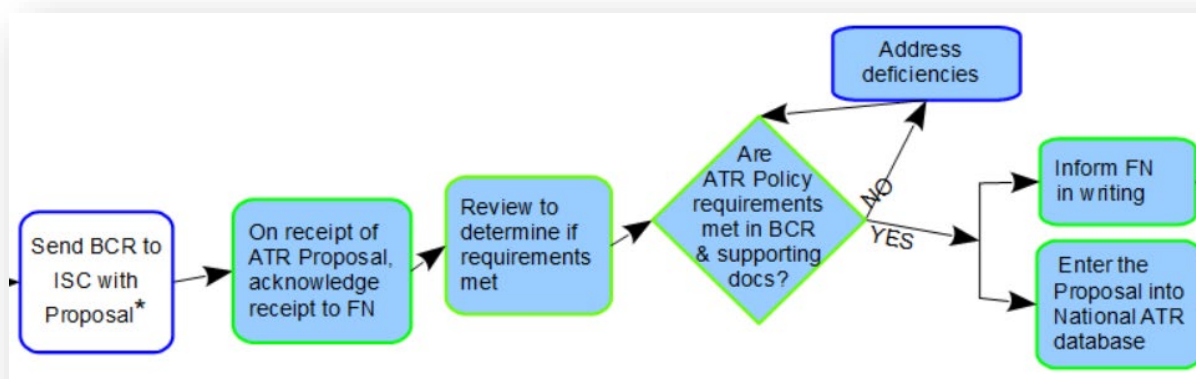 Send BCR to
ISC with
Proposal*
On receipt of
ATR Proposal,
acknowledge
receipt to FN
Review to
determine if
requirements
met
Are
ATR Policy
requirements
met in BCR
& supporting
docs?
NO
Address
deficiencies
YES
Inform FN
in writing
Enter the
Proposal into
National ATR
database